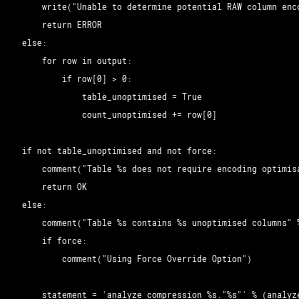 write("Unable to determine potential RAW column enc
return ERROR
else:
for row in output:
if row[0] > 0:
table_unoptimised = True
count_unoptimised += row[0]
if not table_unoptimised and not force:
comment("Table %s does not require encoding optimisa
return OK
else:
comment("Table %s contains %s unoptimised columns" %
if force:
comment("Using Force Override Option")
statement = 'analyze compression %s."%s"' % (analyze